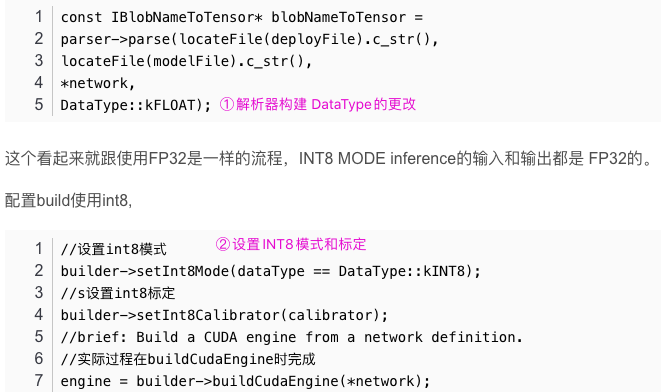 1 const IBlobNameToTensor* blobNameToTensor =
2 parser->parse(locateFile(deployFile).c_str(),
3 locateFile(modelFile).c_str(),
4 *network,
5 DataType::kFLOAT); ①解析器构建 DataType的更改
这个看起来就跟使用FP32是一样的流程，INT8 MODE inference的输入和输出都是 FP32的。
配置build使用int8,
②设置INT8模式和标定
1 //设置int8模式
2 builder->setInt8Mode(dataType == DataType::kINT8);
3 //s设置int8标定
4 builder->setInt8Calibrator(calibrator);
5 //brief: Build a CUDA engine from a network definition.
6 //实际过程在buildCudaEngine时完成
7 engine = builder->buildCudaEngine(*network);